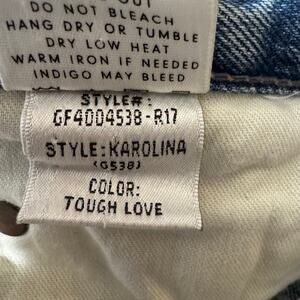 DO NOT BLEACH
HANG DRY OR TUMBLE
DRY LOW HEAT
WARM IRON IF NEEDED
INDIGO MAY BLEED
STYLE#:
GF4004538-R17
STYLE:KAROLINA
(G538)
COLOR:
TOUGH LOVE